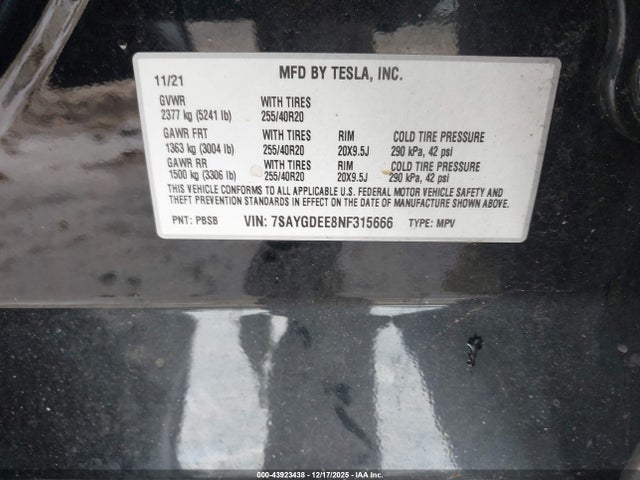 MFD BY TESLA, INC.
11/21
GVWR WITH TIRES
2377 kg (5241 lb) 255/40R20
GAWR FRT WITH TIRES RIM COLD TIRE PRESSURE
1363 kg (3004 lb) 255/40R20 20X9.5J 290 kPa, 42 psi
GAWR RR WITH TIRES RIM COLD TIRE PRESSURE
1500 kg (3306 lb) 255/40R20 20X9.5J 290 kPa, 42 psi
THIS VEHICLE CONFORMS TO ALL APPLICABLE U.S. FEDERAL MOTOR VEHICLE SAFETY AND
THEFT PREVENTION STANDARDS IN EFFECT ON THE DATE OF MANUFACTURE SHOWN ABOVE.
PNT: PBSB VIN: 7SAYGDEE8NF315666 TYPE: MPV
000-43923438 - 12/17/2025 - IAA Inc.